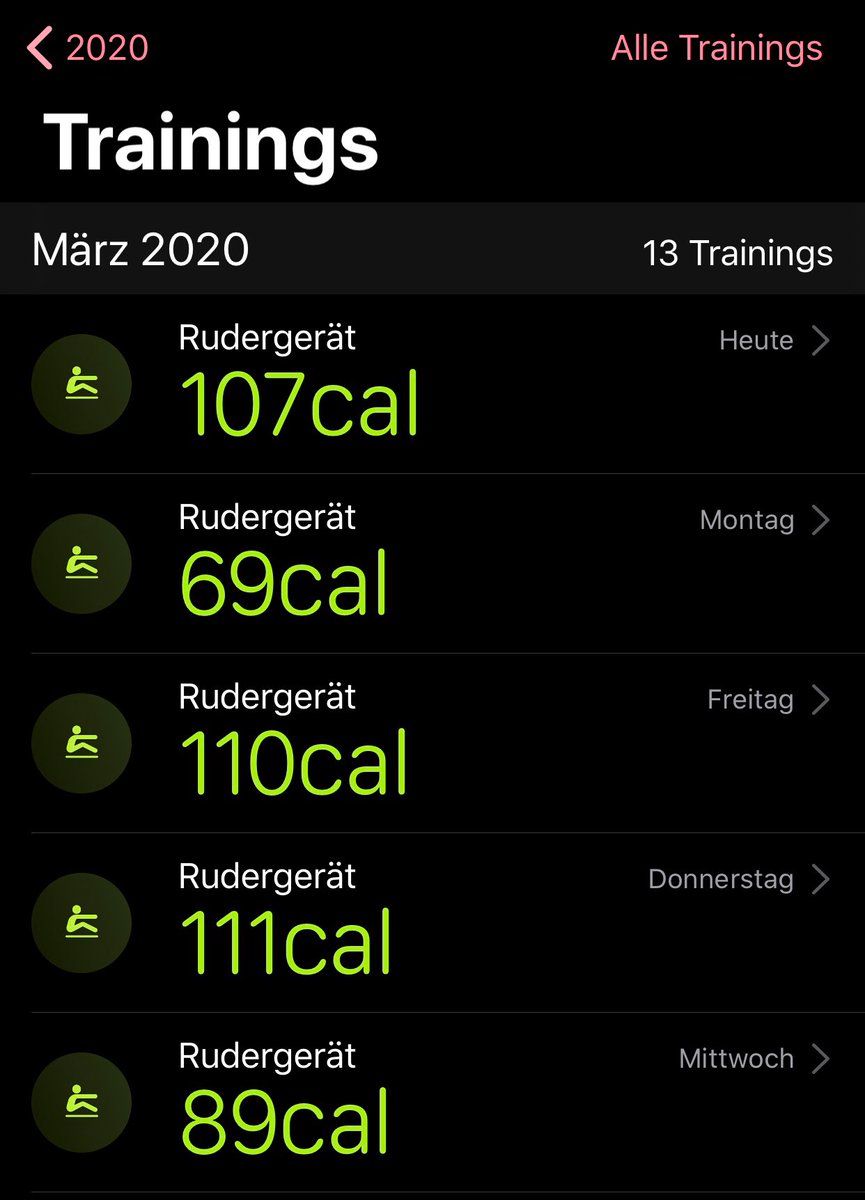 2020
Alle Trainings
Trainings
März 2020
13 Trainings
Rudergerät
Heute
107cal
Rudergerät
Montag
69cal
Rudergerät
Freitag
110cal
Rudergerät
Donnerstag
111cal
Rudergerät
Mittwoch
89cal